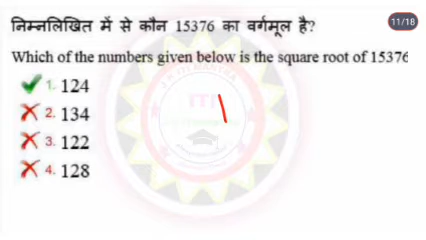 निम्नलिखित में से कौन 15376 का वर्गमूल है?
11/18
Which of the numbers given below is the square root of 15376
1. 124
2. 134
3. 122
4. 128
ITI